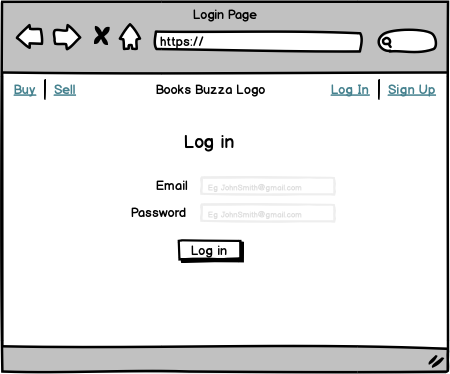 Login Page
https://
Buy Sell Books Buzza Logo Log In Sign Up
Log in
Email Eg JohnSmith@gmail.com
Password Eg JohnSmith@gmail.com
Log in